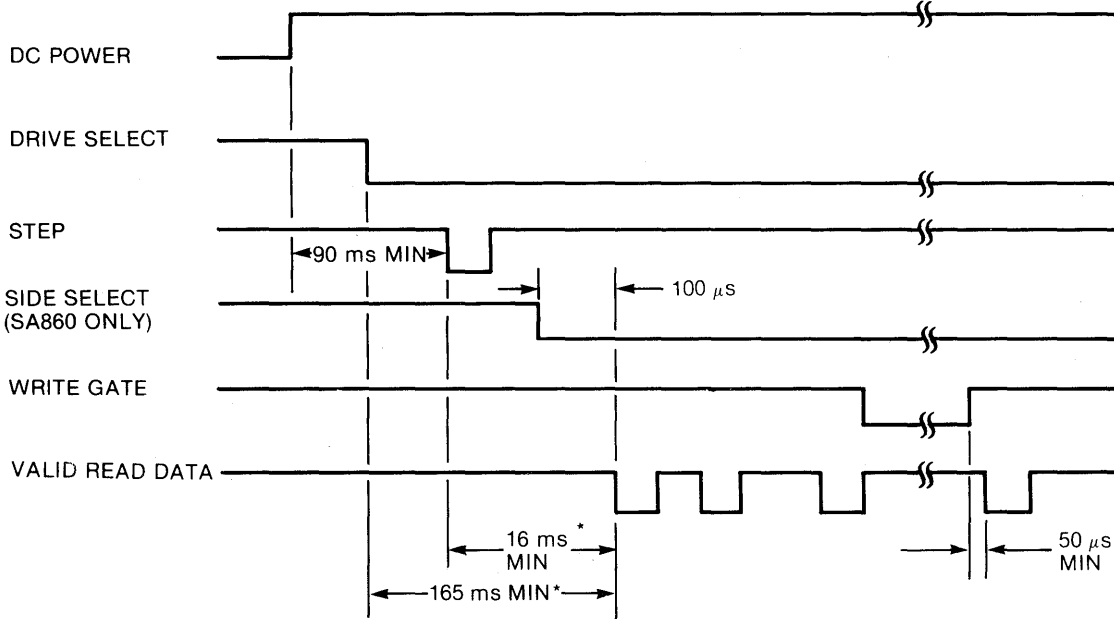 DC POWER
DRIVE SELECT
STEP
90 ms MIN
SIDE SELECT
(SA860 ONLY)
100 μs
WRITE GATE
VALID READ DATA
16 ms *
MIN
50 μs
MIN
165 ms MIN*